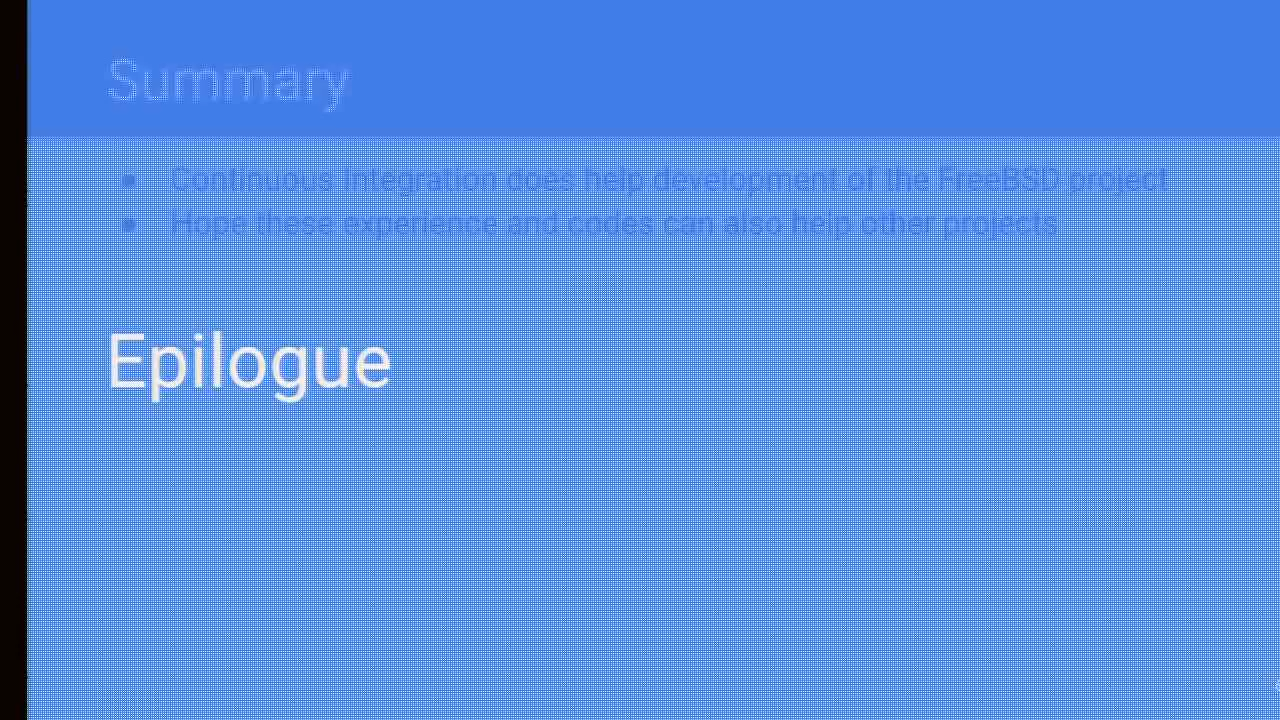 Summary
• Continuous Integration does help development of the FreeBSD project
• Hope these experience and codes can also help other projects
Epilogue